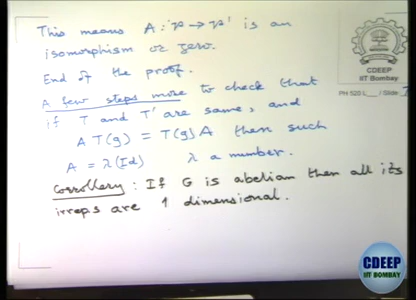 This means A : V → V' is an
isomorphism or zero.
End of the proof.
A few steps more to check that
if T and T' are same, and
A T(g) = T(g) A then such
A = λ (Id) λ a number.
Corrollery : If G is abelian then all its
irreps are 1 dimensional.
CDEEP
IIT Bombay
PH 520 L___ / Slide
CDEEP
IIT BOMBAY